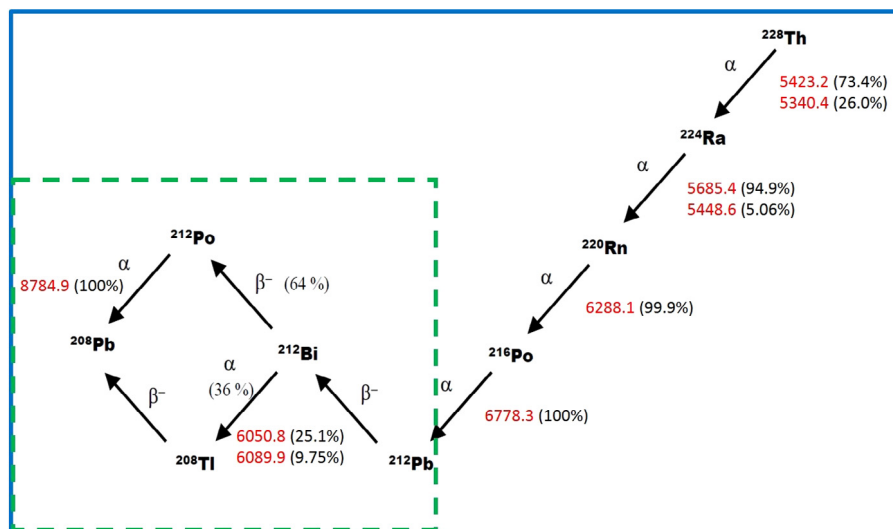 ²²⁸Th
α
5423.2 (73.4%)
5340.4 (26.0%)
²²⁴Ra
α
5685.4 (94.9%)
5448.6 (5.06%)
²²⁰Rn
α
6288.1 (99.9%)
²¹⁶Po
α
6778.3 (100%)
²¹²Pb
β⁻
²¹²Bi
β⁻ (64 %)
²¹²Po
α
8784.9 (100%)
²⁰⁸Pb
α
(36 %)
6050.8 (25.1%)
6089.9 (9.75%)
²⁰⁸Tl
β⁻